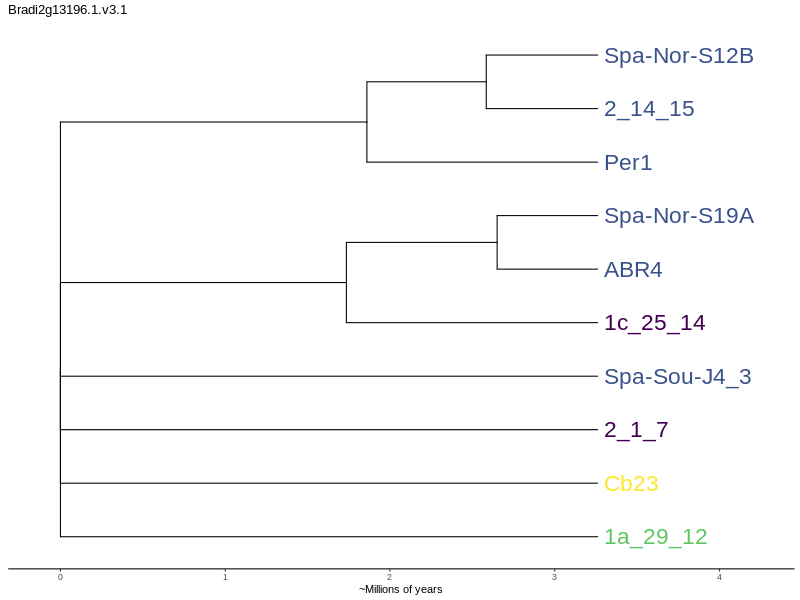 Bradi2g13196.1.v3.1
Spa-Nor-S12B
2_14_15
Per1
Spa-Nor-S19A
ABR4
1c_25_14
Spa-Sou-J4_3
2_1_7
Cb23
1a_29_12
0 1 2 3 4
~Millions of years